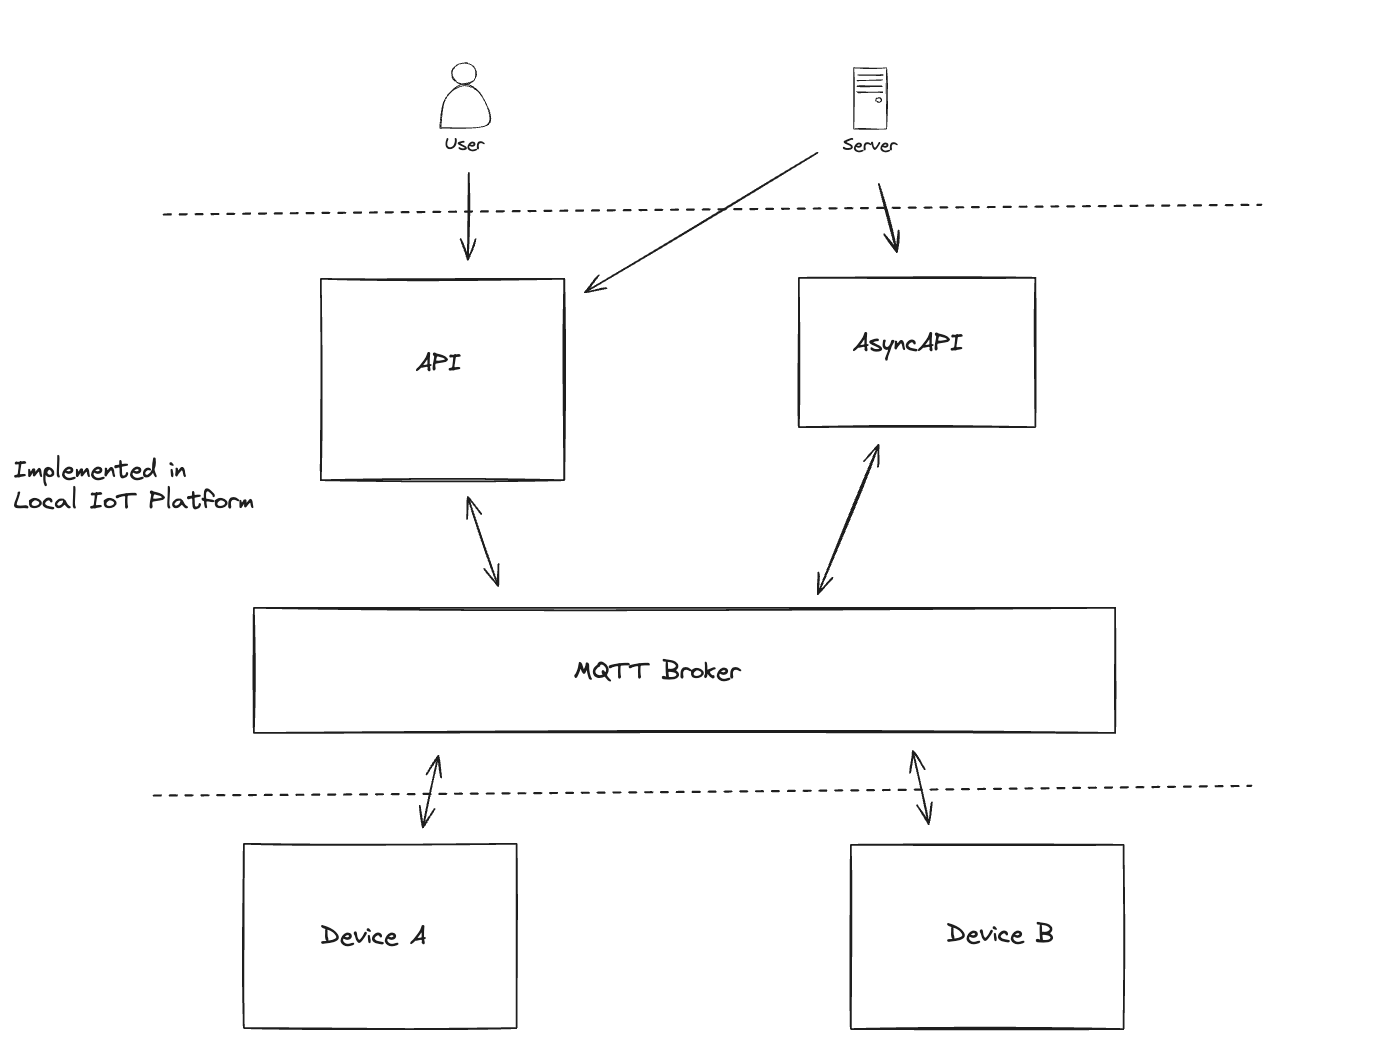 User
Server
API
AsyncAPI
Implemented in
Local IoT Platform
MQTT Broker
Device A
Device B